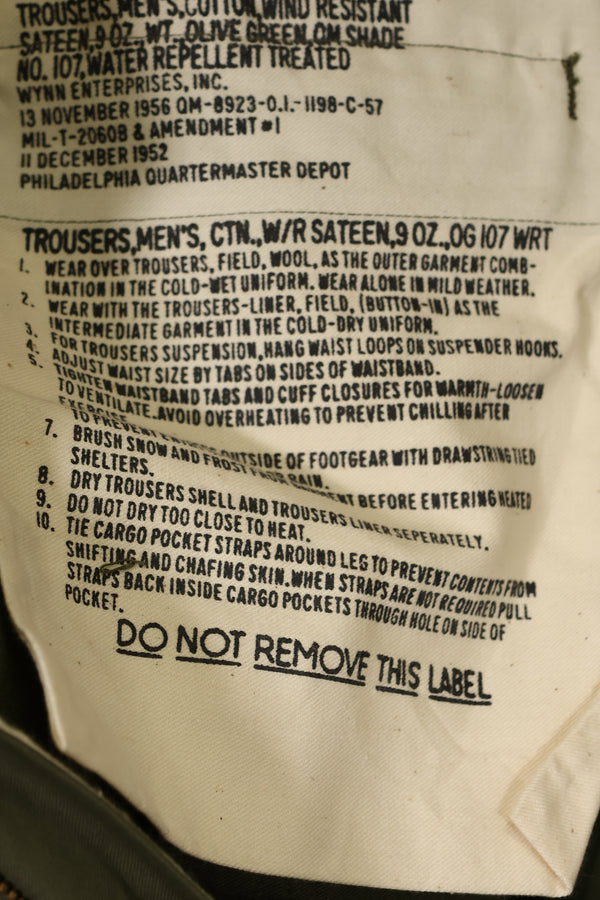 TROUSERS, MEN'S, COTTON, WIND RESISTANT
SATEEN, 9 OZ., WT., OLIVE GREEN, QM SHADE
NO. 107, WATER REPELLENT TREATED
WYNN ENTERPRISES, INC.
13 NOVEMBER 1956 QM-8923-O.I.-1198-C-57
MIL-T-2060B & AMENDMENT #1
11 DECEMBER 1952
PHILADELPHIA QUARTERMASTER DEPOT
TROUSERS, MEN'S, CTN., W/R SATEEN, 9 OZ., OG 107 WRT
1. WEAR OVER TROUSERS, FIELD, WOOL, AS THE OUTER GARMENT COMB-
INATION IN THE COLD-WET UNIFORM. WEAR ALONE IN MILD WEATHER.
2. WEAR WITH THE TROUSERS-LINER, FIELD, (BUTTON-IN) AS THE
INTERMEDIATE GARMENT IN THE COLD-DRY UNIFORM.
3. FOR TROUSERS SUSPENSION, HANG WAIST LOOPS ON SUSPENDER HOOKS.
4. ADJUST WAIST SIZE BY TABS ON SIDES OF WAISTBAND.
5. TIGHTEN WAISTBAND TABS AND CUFF CLOSURES FOR WARMTH-LOOSEN
TO VENTILATE. AVOID OVERHEATING TO PREVENT CHILLING AFTER
EXERCISE
OUTSIDE OF FOOTGEAR WITH DRAWSTRING TIED
TO PREVENT RAIN.
7. BRUSH SNOW AND FROST BEFORE ENTERING HEATED
SHELTERS.
8. DRY TROUSERS SHELL AND TROUSERS LINER SEPERATELY.
9. DO NOT DRY TOO CLOSE TO HEAT.
10. TIE CARGO POCKET STRAPS AROUND LEG TO PREVENT CONTENTS FROM
SHIFTING AND CHAFING SKIN. WHEN STRAPS ARE NOT REQUIRED PULL
STRAPS BACK INSIDE CARGO POCKETS THROUGH HOLE ON SIDE OF
POCKET.
DO NOT REMOVE THIS LABEL